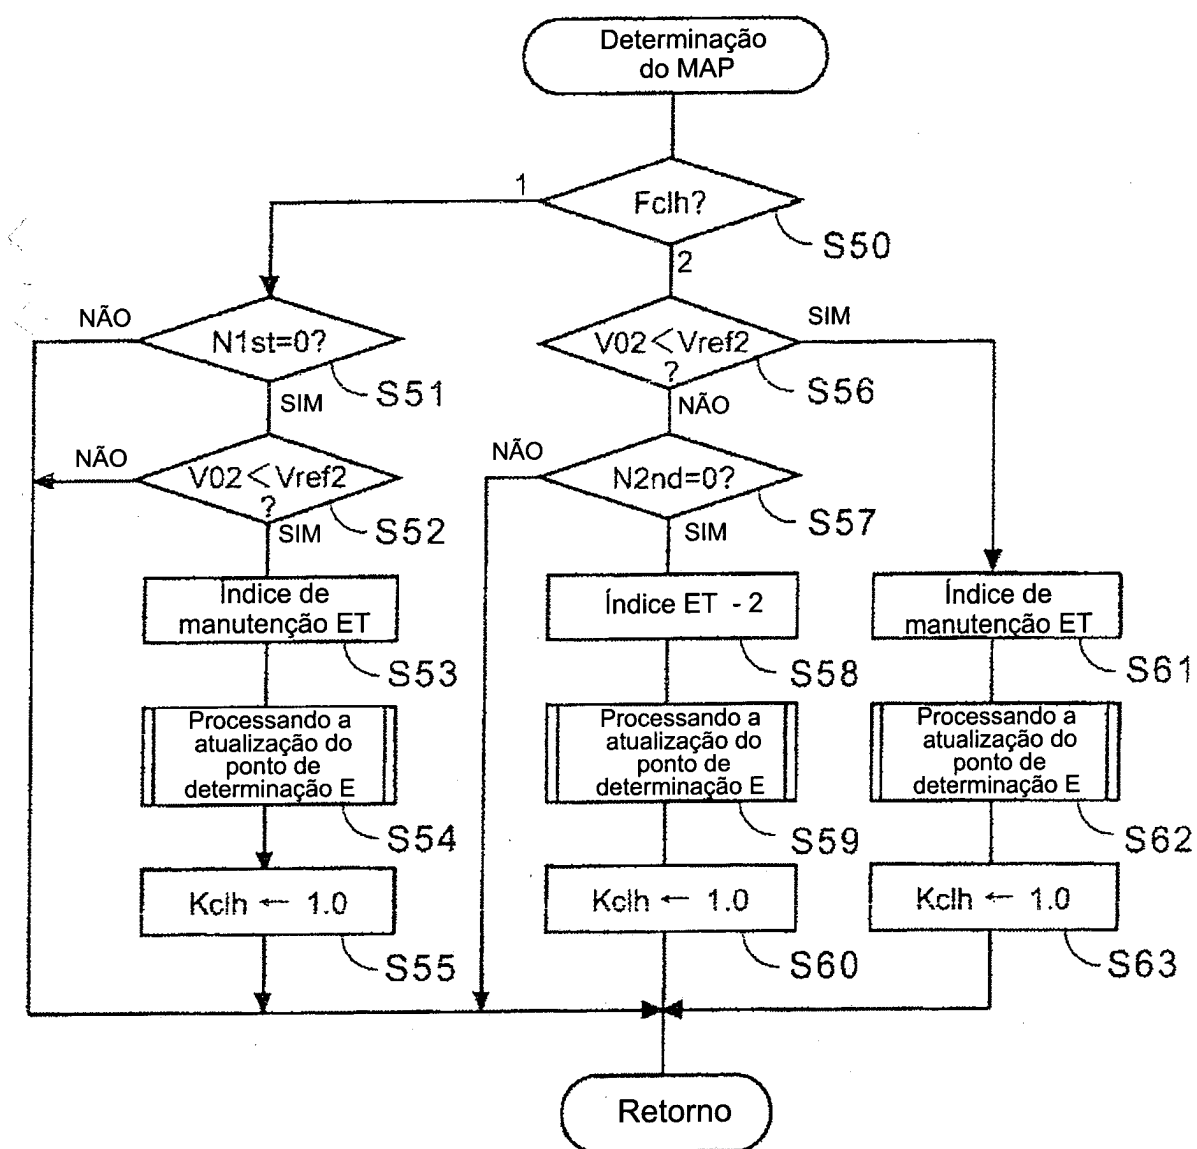 Determinação
do MAP
1
Fclh?
S50
2
NÃO
N1st=0?
S51
SIM
V02<Vref2
?
SIM
S56
NÃO
NÃO
V02<Vref2
?
S52
SIM
NÃO
N2nd=0?
S57
SIM
Índice de
manutenção ET
S53
Índice ET - 2
S58
Índice de
manutenção ET
S61
Processando a
atualização do
ponto de
determinação E
S54
Processando a
atualização do
ponto de
determinação E
S59
Processando a
atualização do
ponto de
determinação E
S62
Kclh ← 1.0
S55
Kclh ← 1.0
S60
Kclh ← 1.0
S63
Retorno